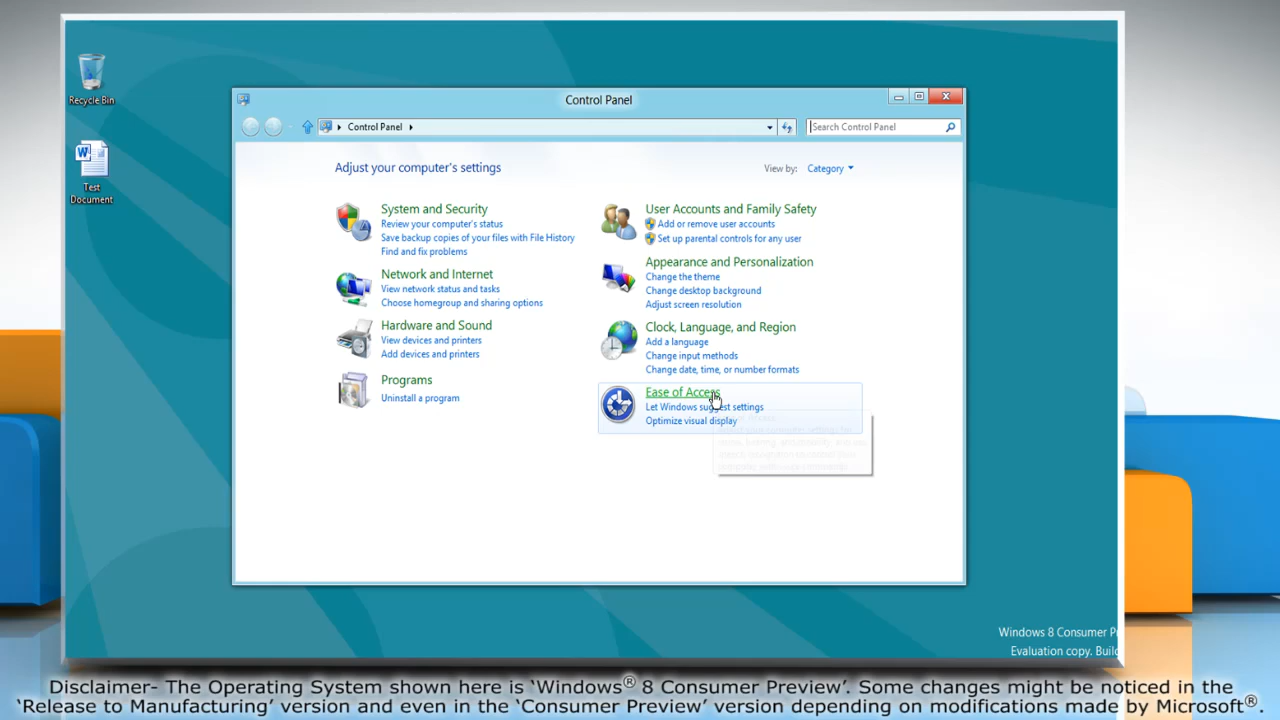 Recycle Bin
Test
Document
Control Panel
Control Panel
Search Control Panel
Adjust your computer's settings
View by: Category
System and Security
Review your computer's status
Save backup copies of your files with File History
Find and fix problems
Network and Internet
View network status and tasks
Choose homegroup and sharing options
Hardware and Sound
View devices and printers
Add devices and printers
Programs
Uninstall a program
User Accounts and Family Safety
Add or remove user accounts
Set up parental controls for any user
Appearance and Personalization
Change the theme
Change desktop background
Adjust screen resolution
Clock, Language, and Region
Add a language
Change input methods
Change date, time, or number formats
Ease of Access
Let Windows suggest settings
Optimize visual display
Windows 8 Consumer P
Evaluation copy. Build
Disclaimer- The Operating System shown here is ‘Windows® 8 Consumer Preview’. Some changes might be noticed in the
‘Release to Manufacturing’ version and even in the ‘Consumer Preview’ version depending on modifications made by Microsoft®.